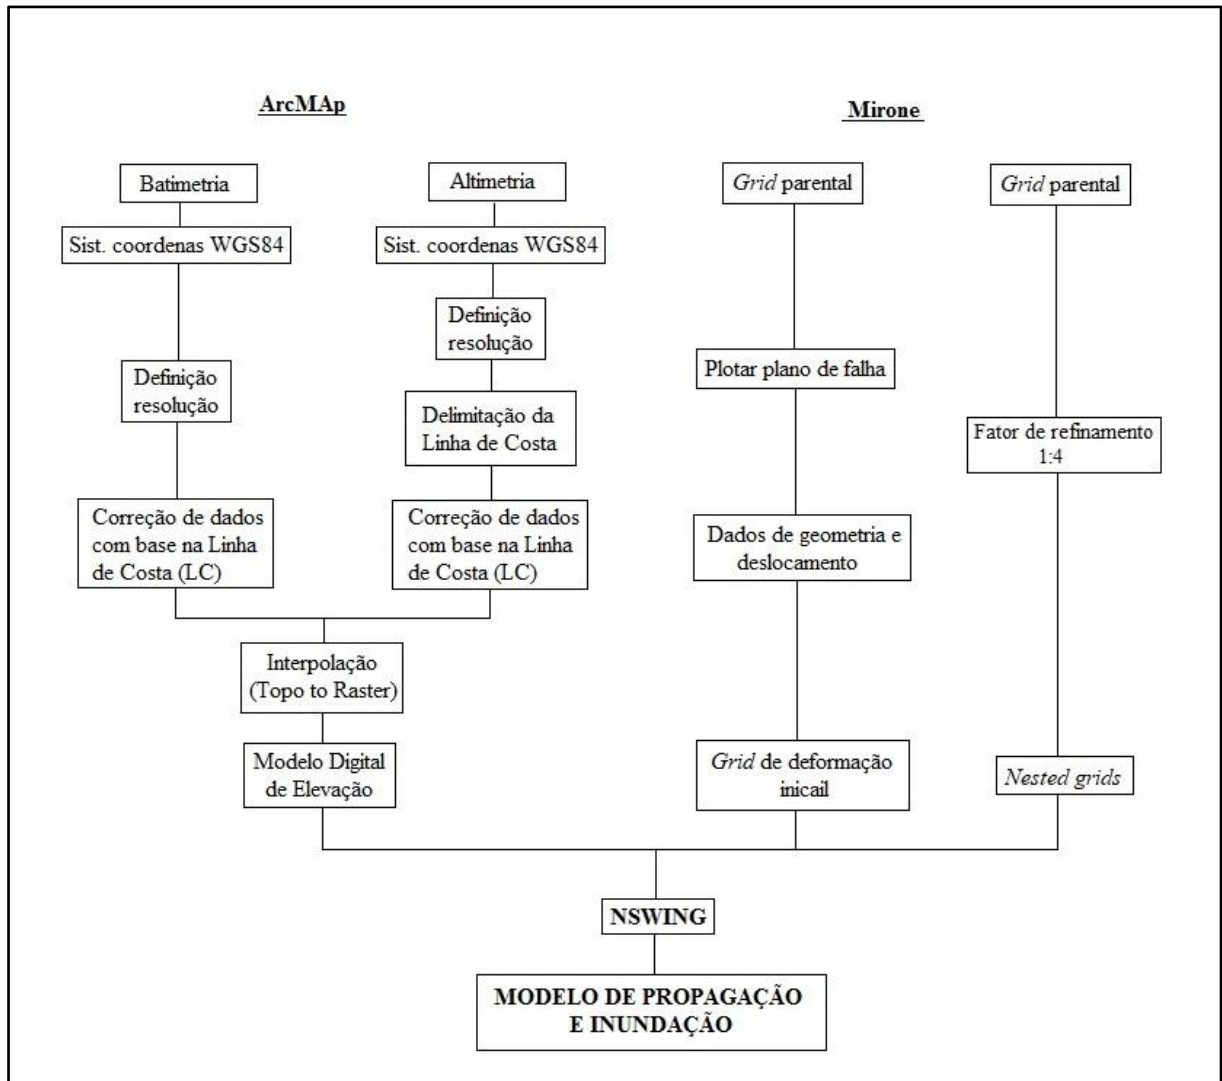 ArcMAp
Mirone
Batimetria
Altimetria
Grid parental
Grid parental
Sist. coordenas WGS84
Sist. coordenas WGS84
Definição
resolução
Definição
resolução
Plotar plano de falha
Delimitação da
Linha de Costa
Fator de refinamento
1:4
Correção de dados
com base na Linha
de Costa (LC)
Correção de dados
com base na Linha
de Costa (LC)
Dados de geometria e
deslocamento
Interpolação
(Topo to Raster)
Modelo Digital
de Elevação
Grid de deformação
inicail
Nested grids
NSWING
MODELO DE PROPAGAÇÃO
E INUNDAÇÃO